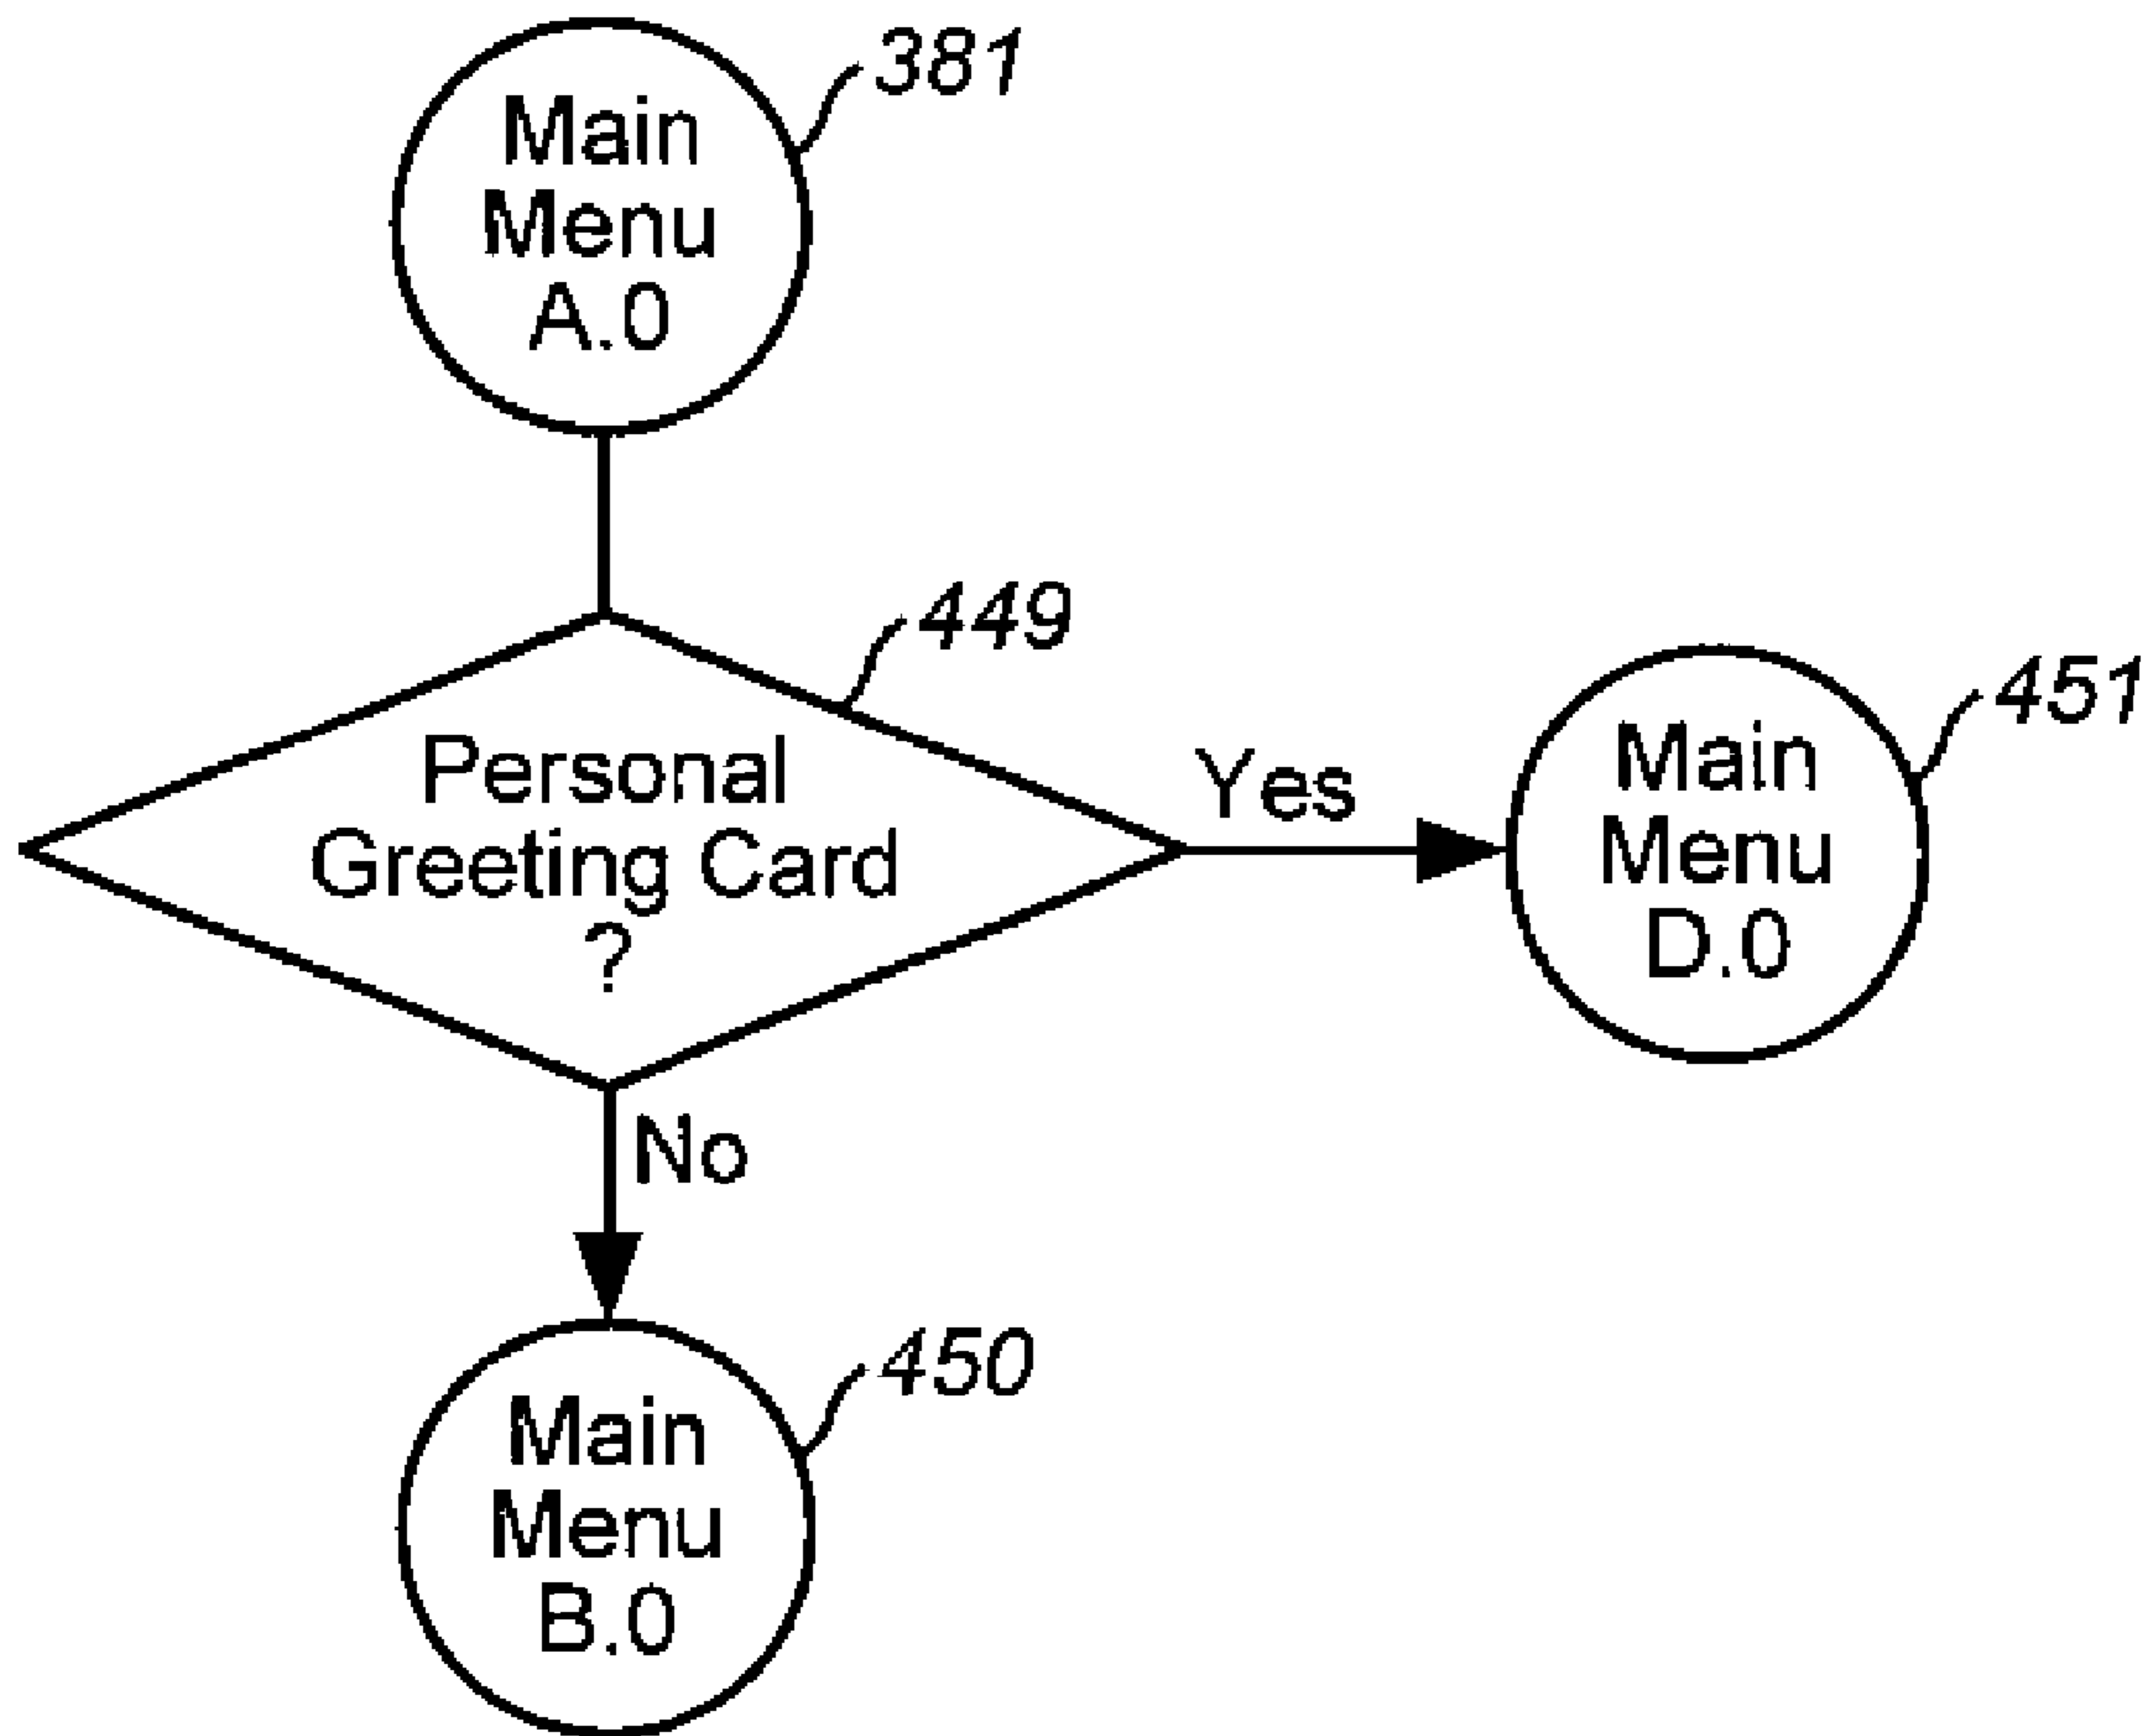 381
Main
Menu
A.0
449
Personal
Greeting Card
?
Yes
451
Main
Menu
D.0
No
450
Main
Menu
B.0